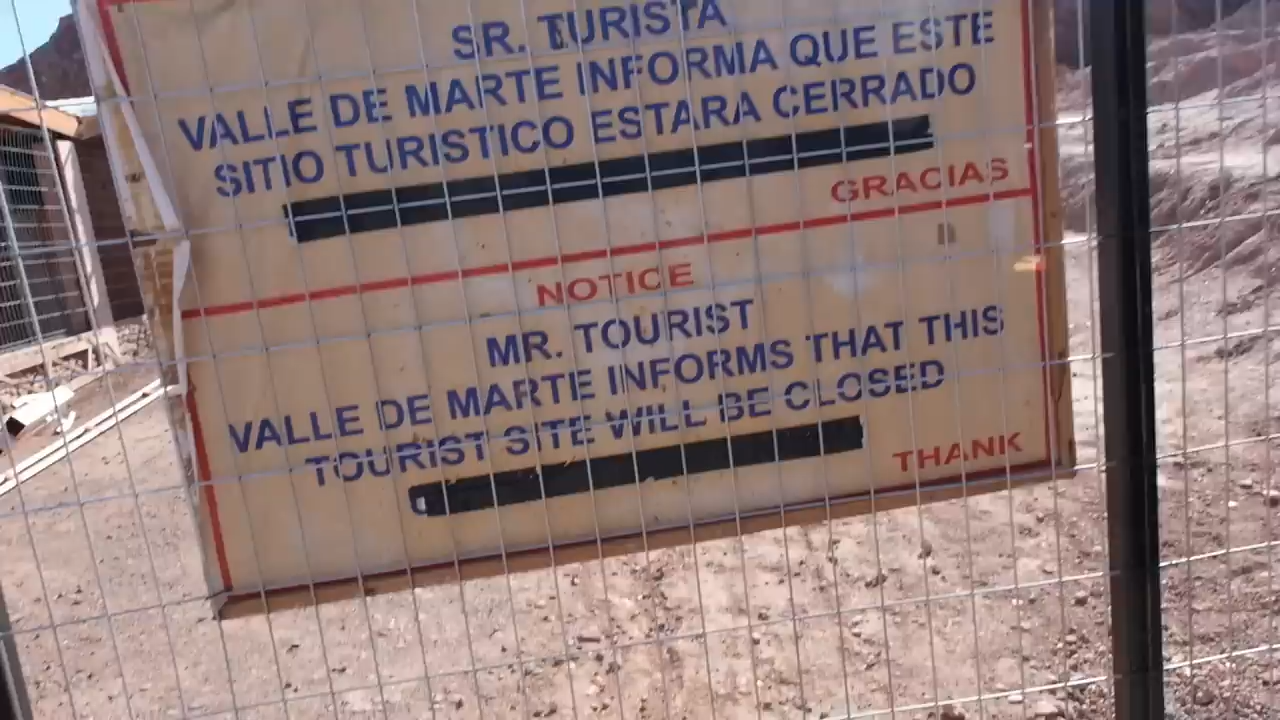 SR. TURISTA
VALLE DE MARTE INFORMA QUE ESTE
SITIO TURISTICO ESTARA CERRADO
GRACIAS
NOTICE
MR. TOURIST
VALLE DE MARTE INFORMS THAT THIS
TOURIST SITE WILL BE CLOSED
THANK